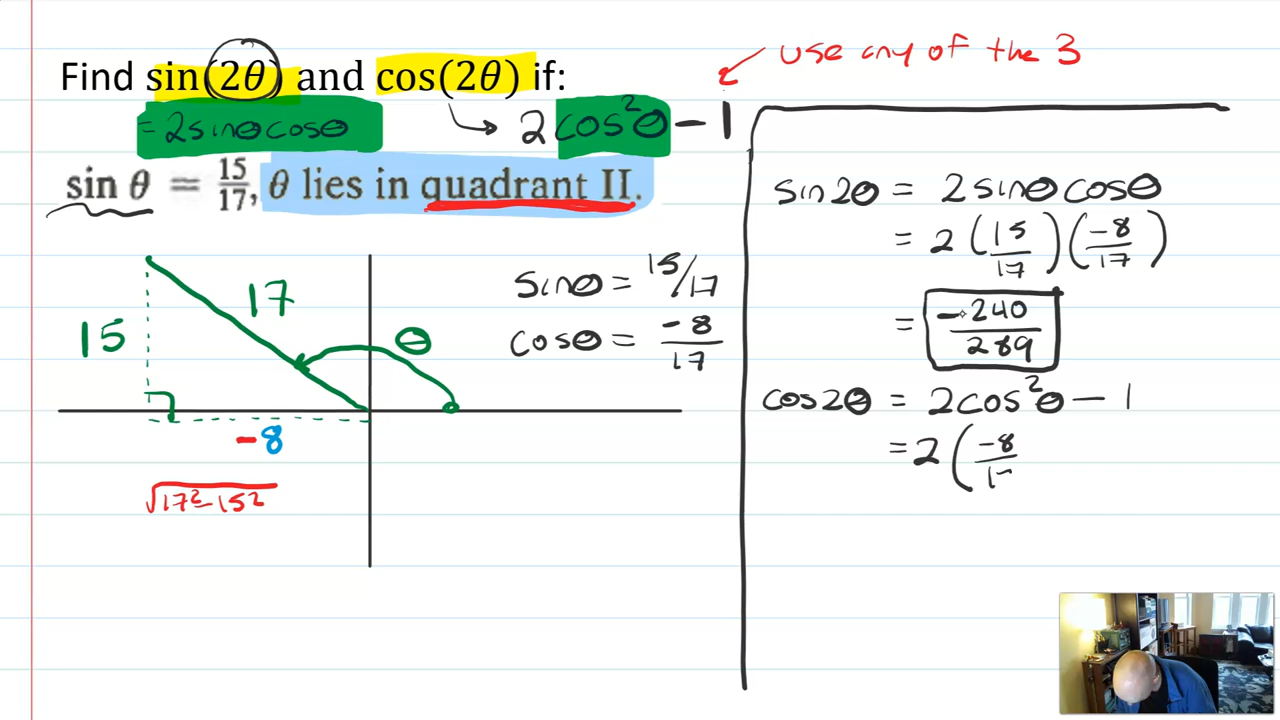 Find sin(2θ) and cos(2θ) if:
= 2sinθcosθ
2cos²θ - 1
use any of the 3
sin θ = 15/17, θ lies in quadrant II.
15
17
θ
-8
√17²-15²
sinθ = 15/17
cosθ = -8/17
sin2θ = 2sinθcosθ
= 2(15/17)(-8/17)
= -240/289
cos2θ = 2cos²θ - 1
= 2(-8/1